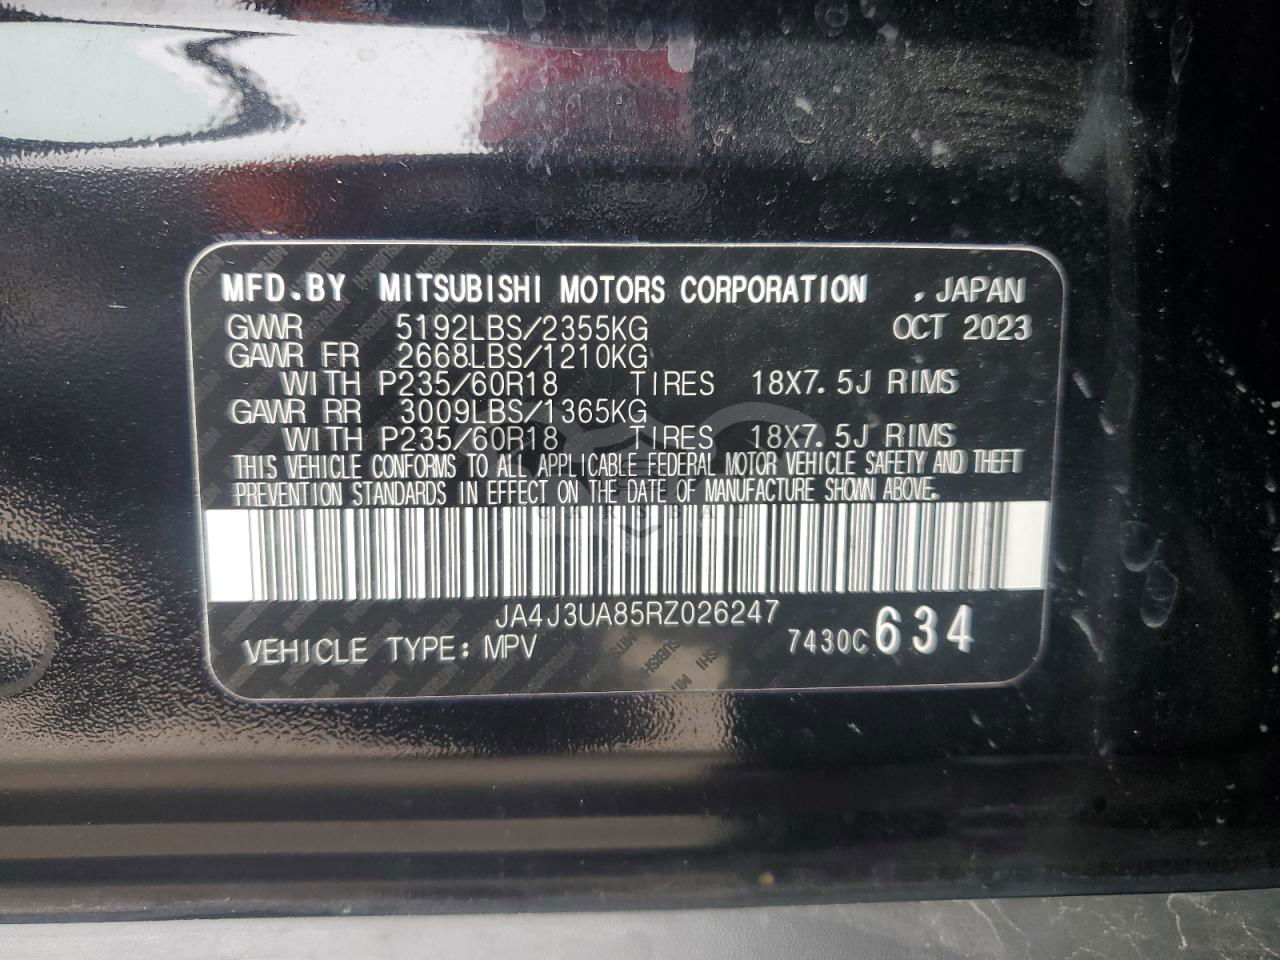 MFD.BY MITSUBISHI MOTORS CORPORATION , JAPAN
GVWR 5192LBS/2355KG OCT 2023
GAWR FR 2668LBS/1210KG
WITH P235/60R18 TIRES 18X7.5J RIMS
GAWR RR 3009LBS/1365KG
WITH P235/60R18 TIRES 18X7.5J RIMS
THIS VEHICLE CONFORMS TO ALL APPLICABLE FEDERAL MOTOR VEHICLE SAFETY AND THEFT
PREVENTION STANDARDS IN EFFECT ON THE DATE OF MANUFACTURE SHOWN ABOVE.
JA4J3UA85RZ026247
VEHICLE TYPE: MPV 7430C 634